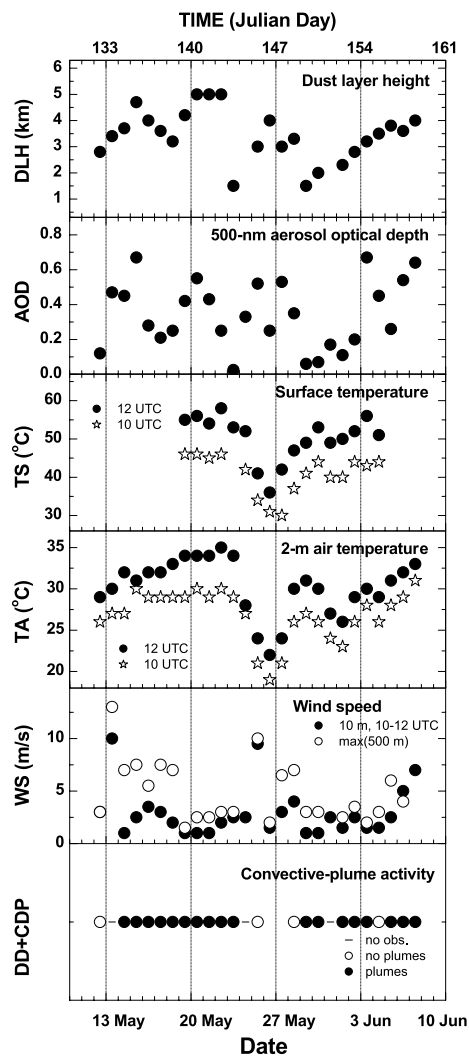 TIME (Julian Day)
133 140 147 154 161
Dust layer height
6
5
4
3
2
1
DLH (km)
500-nm aerosol optical depth
0.8
0.6
0.4
0.2
0.0
AOD
Surface temperature
12 UTC
10 UTC
60
50
40
30
TS (°C)
2-m air temperature
35
30
25
20
TA (°C)
12 UTC
10 UTC
Wind speed
10 m, 10-12 UTC
max(500 m)
10
5
0
WS (m/s)
Convective-plume activity
DD+CDP
no obs.
no plumes
plumes
13 May 20 May 27 May 3 Jun 10 Jun
Date